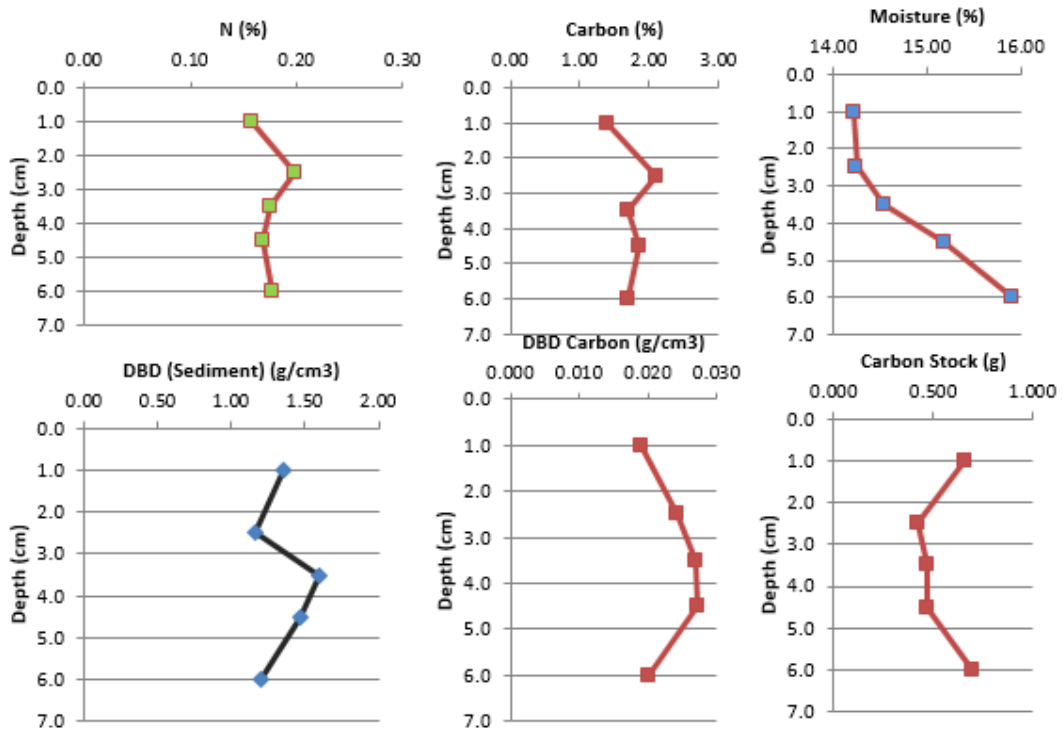 N (%)
0.00 0.10 0.20 0.30
0.0
1.0
2.0
3.0
4.0
5.0
6.0
7.0
Depth (cm)
Carbon (%)
0.00 1.00 2.00 3.00
0.0
1.0
2.0
3.0
4.0
5.0
6.0
7.0
Depth (cm)
Moisture (%)
14.00 15.00 16.00
0.0
1.0
2.0
3.0
4.0
5.0
6.0
7.0
Depth (cm)
DBD (Sediment) (g/cm3)
0.00 0.50 1.00 1.50 2.00
0.0
1.0
2.0
3.0
4.0
5.0
6.0
7.0
Depth (cm)
DBD Carbon (g/cm3)
0.000 0.010 0.020 0.030
0.0
1.0
2.0
3.0
4.0
5.0
6.0
7.0
Depth (cm)
Carbon Stock (g)
0.000 0.500 1.000
0.0
1.0
2.0
3.0
4.0
5.0
6.0
7.0
Depth (cm)